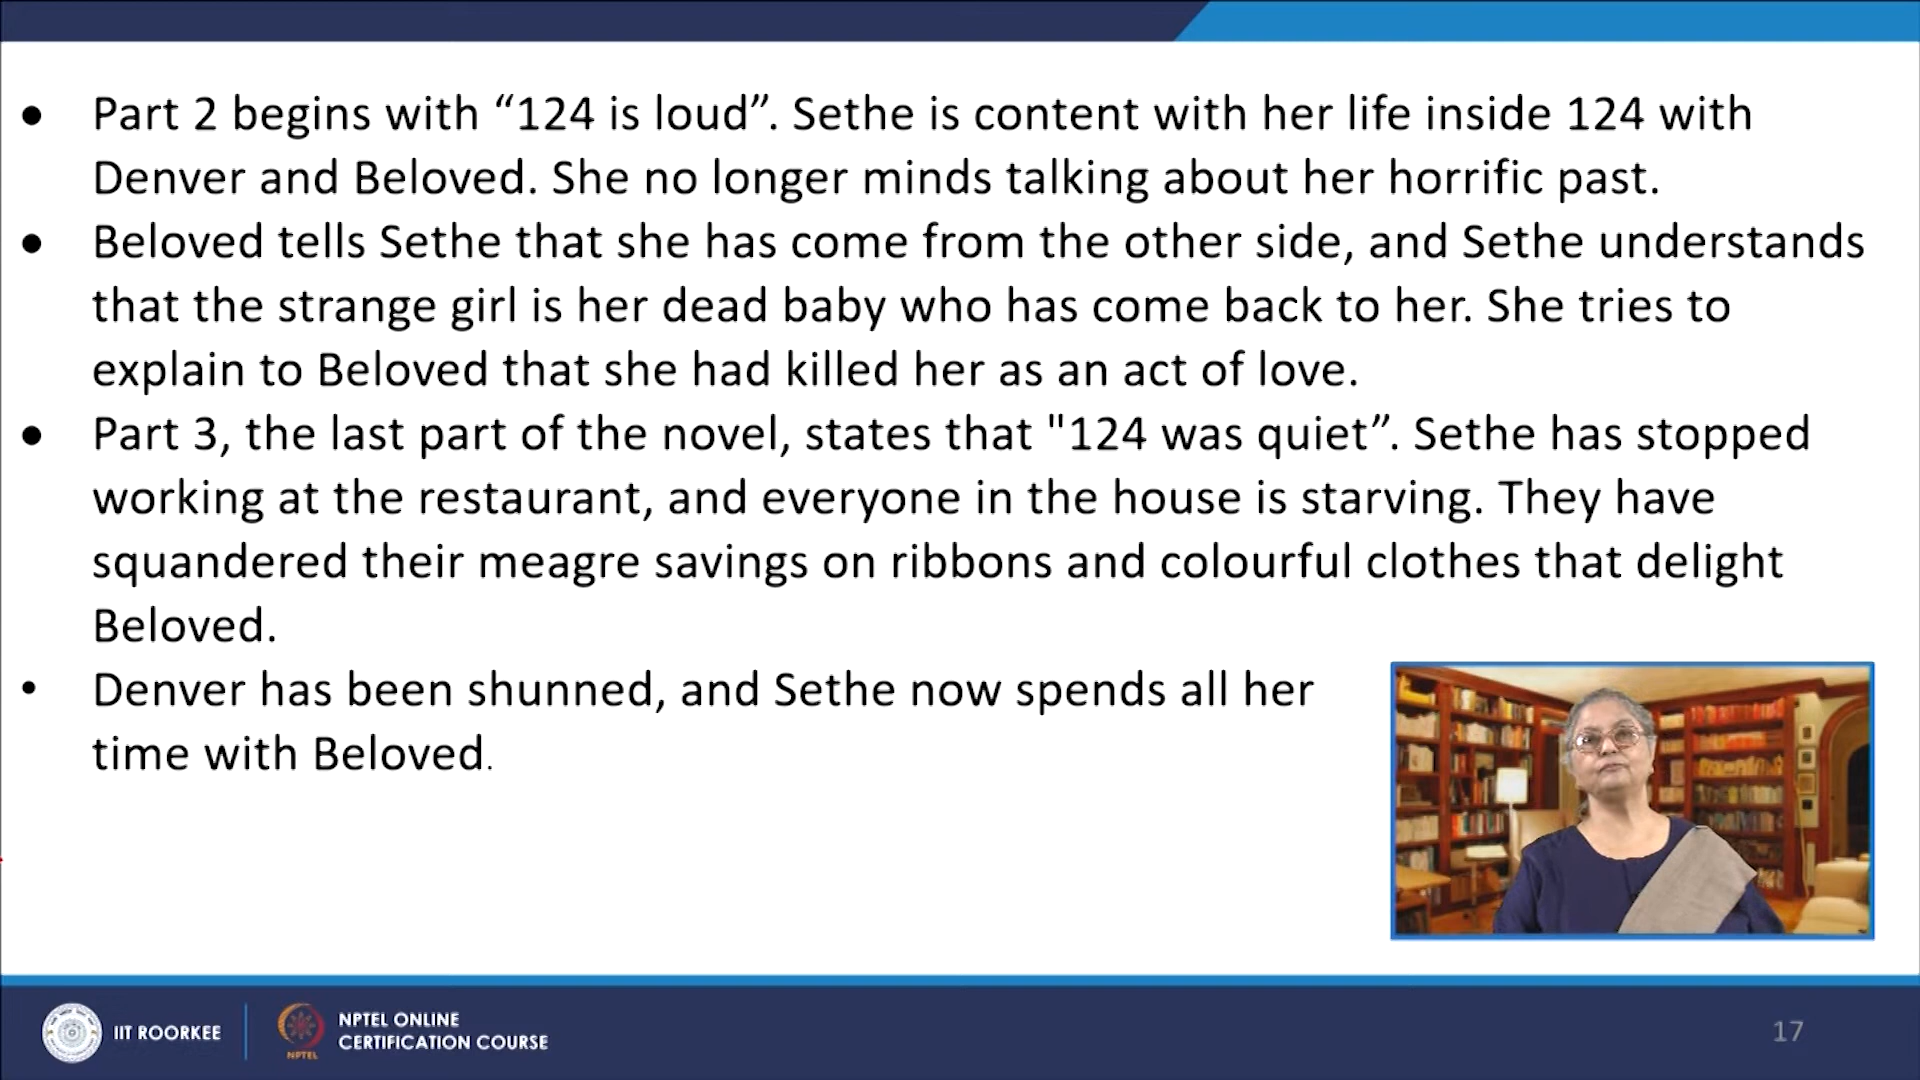 • Part 2 begins with “124 is loud”. Sethe is content with her life inside 124 with
Denver and Beloved. She no longer minds talking about her horrific past.
• Beloved tells Sethe that she has come from the other side, and Sethe understands
that the strange girl is her dead baby who has come back to her. She tries to
explain to Beloved that she had killed her as an act of love.
• Part 3, the last part of the novel, states that "124 was quiet”. Sethe has stopped
working at the restaurant, and everyone in the house is starving. They have
squandered their meagre savings on ribbons and colourful clothes that delight
Beloved.
• Denver has been shunned, and Sethe now spends all her
time with Beloved.
IIT ROORKEE
NPTEL
NPTEL ONLINE
CERTIFICATION COURSE
17